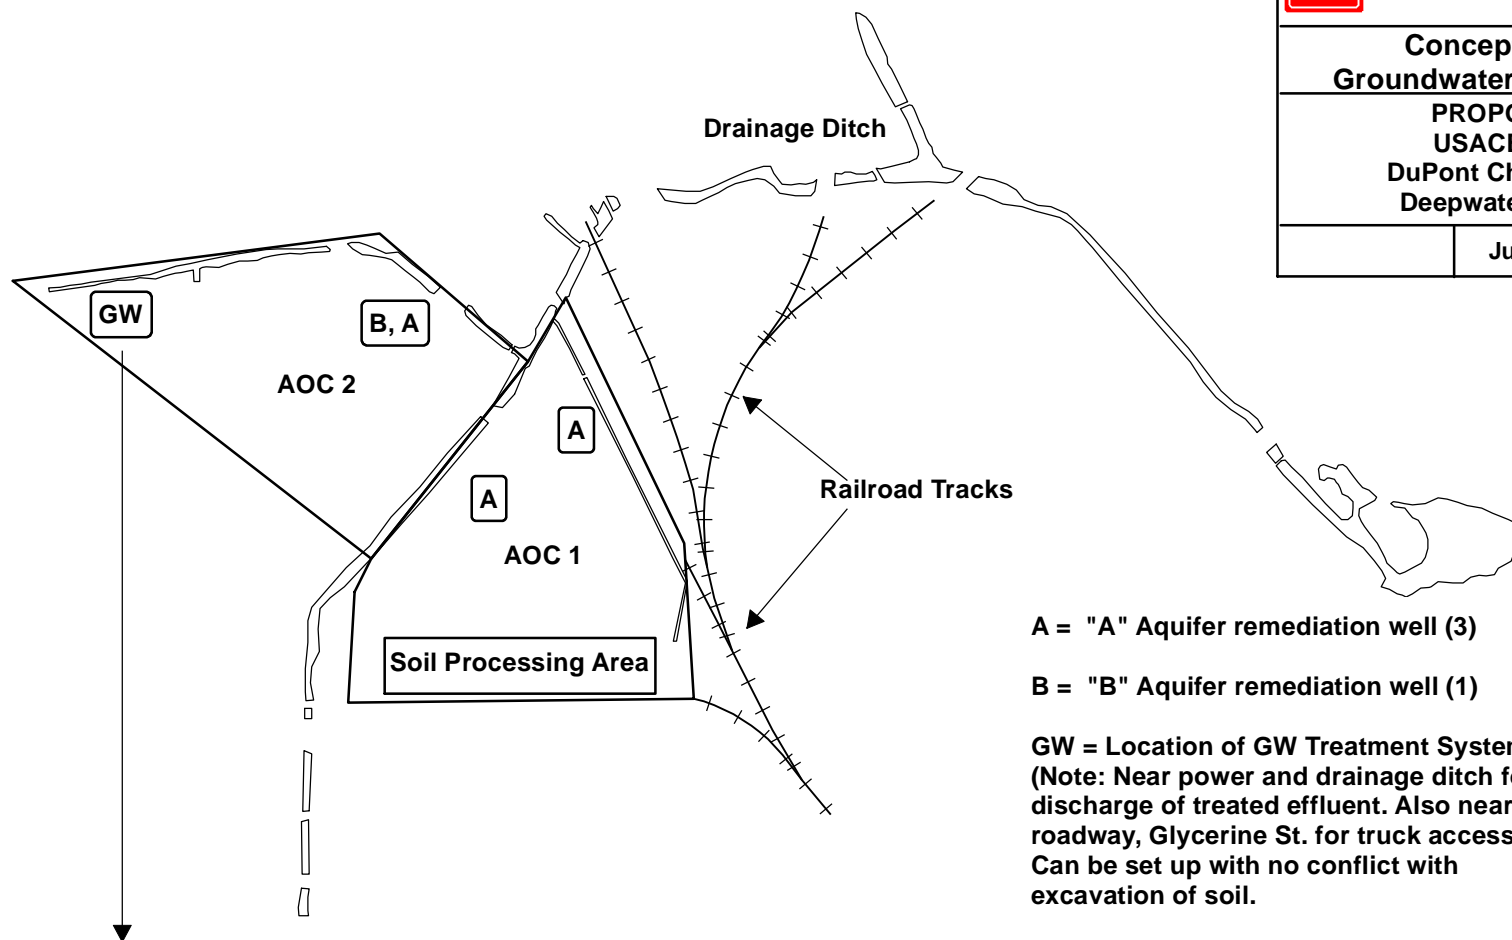 Concep
Groundwater
PROPO
USACE
DuPont Ch
Deepwate
Ju
Drainage Ditch
GW
B, A
AOC 2
A
A
Railroad Tracks
AOC 1
Soil Processing Area
A = "A" Aquifer remediation well (3)
B = "B" Aquifer remediation well (1)
GW = Location of GW Treatment System
(Note: Near power and drainage ditch fo
discharge of treated effluent. Also near
roadway, Glycerine St. for truck access
Can be set up with no conflict with
excavation of soil.